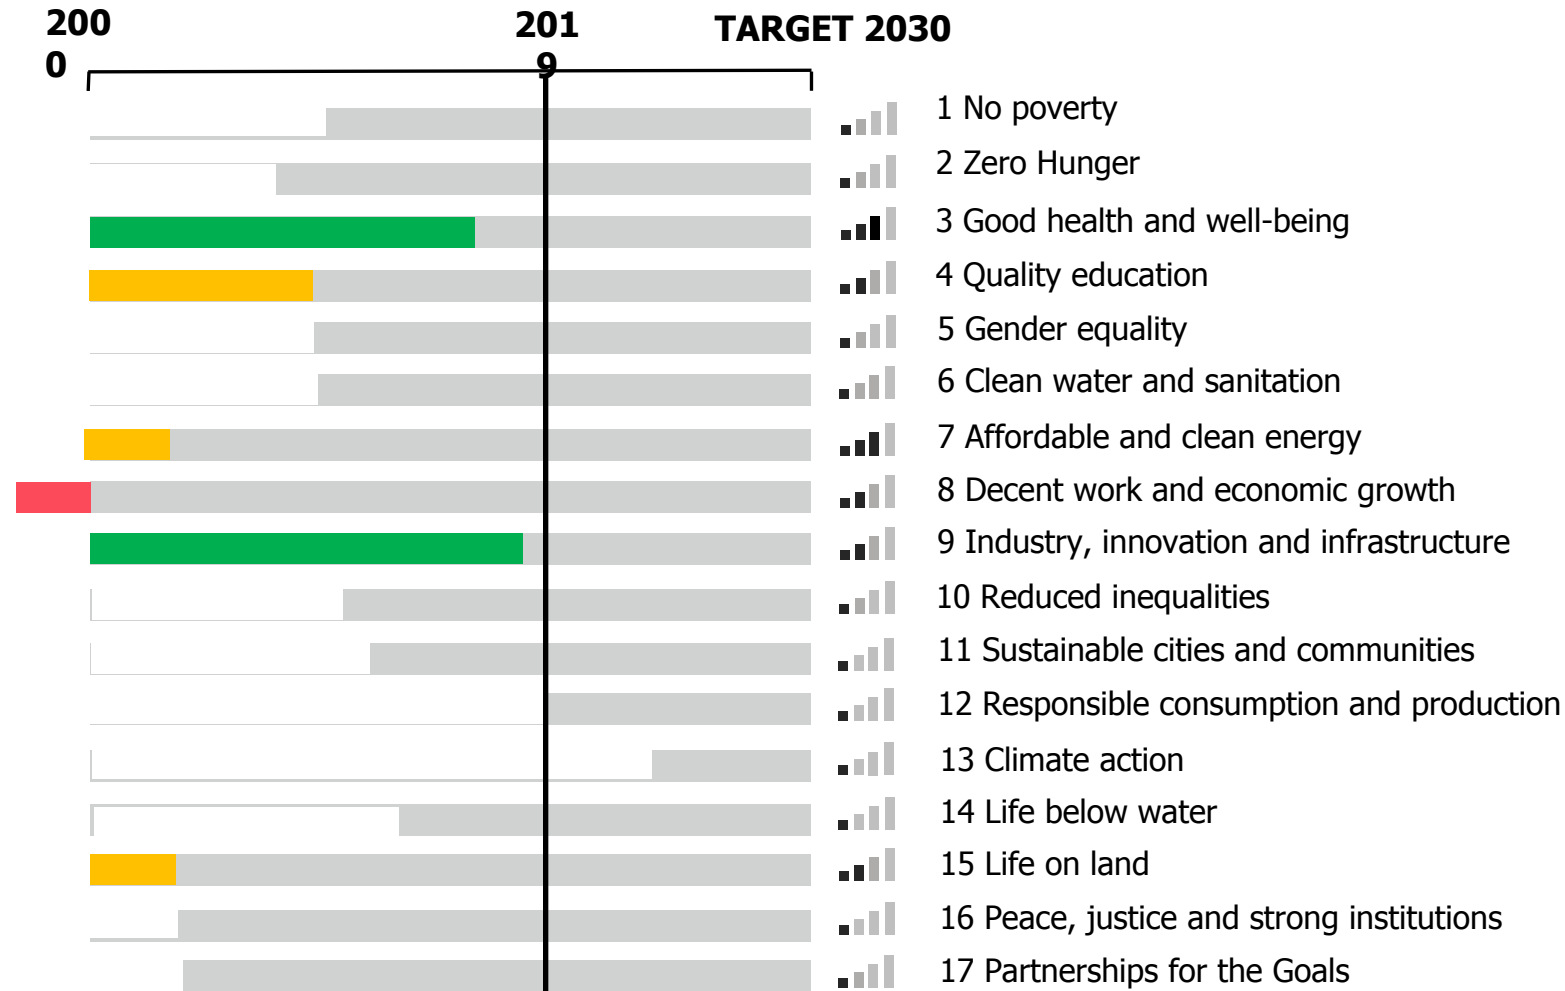 200
0
201
9
TARGET 2030
1 No poverty
2 Zero Hunger
3 Good health and well-being
4 Quality education
5 Gender equality
6 Clean water and sanitation
7 Affordable and clean energy
8 Decent work and economic growth
9 Industry, innovation and infrastructure
10 Reduced inequalities
11 Sustainable cities and communities
12 Responsible consumption and production
13 Climate action
14 Life below water
15 Life on land
16 Peace, justice and strong institutions
17 Partnerships for the Goals